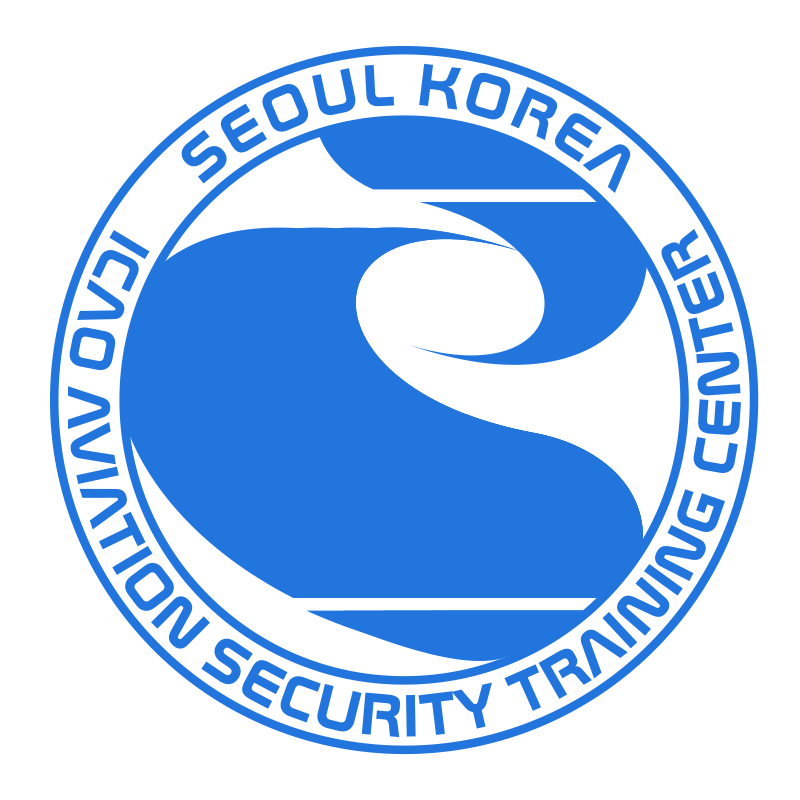 SEOUL KOREA
ICAO AVIATION SECURITY TRAINING CENTER